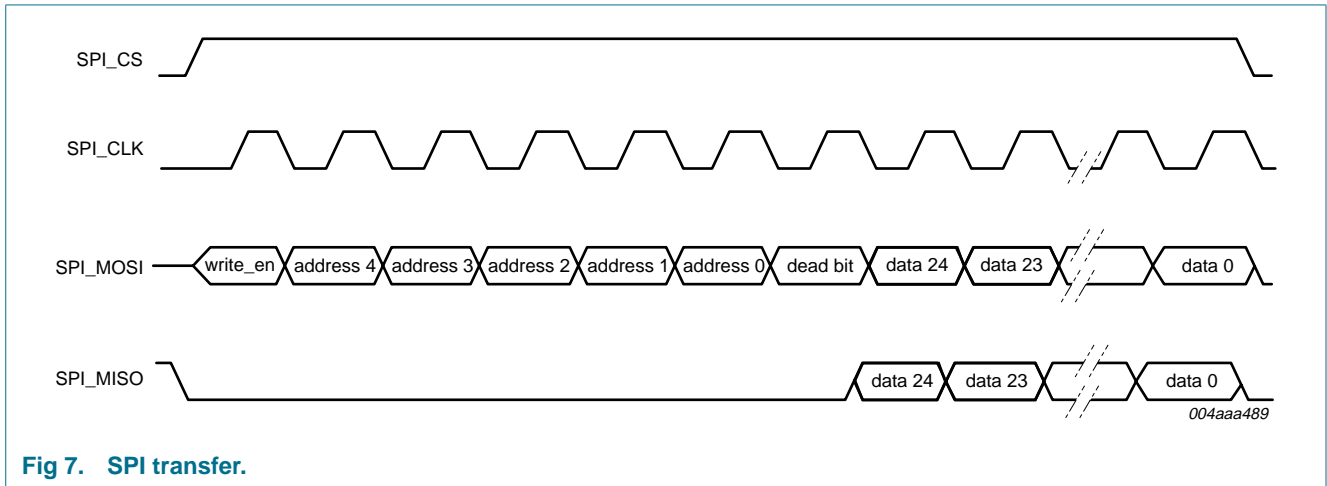 SPI_CS
SPI_CLK
SPI_MOSI write_en address 4 address 3 address 2 address 1 address 0 dead bit data 24 data 23 data 0
SPI_MISO data 24 data 23 data 0
004aaa489
Fig 7. SPI transfer.